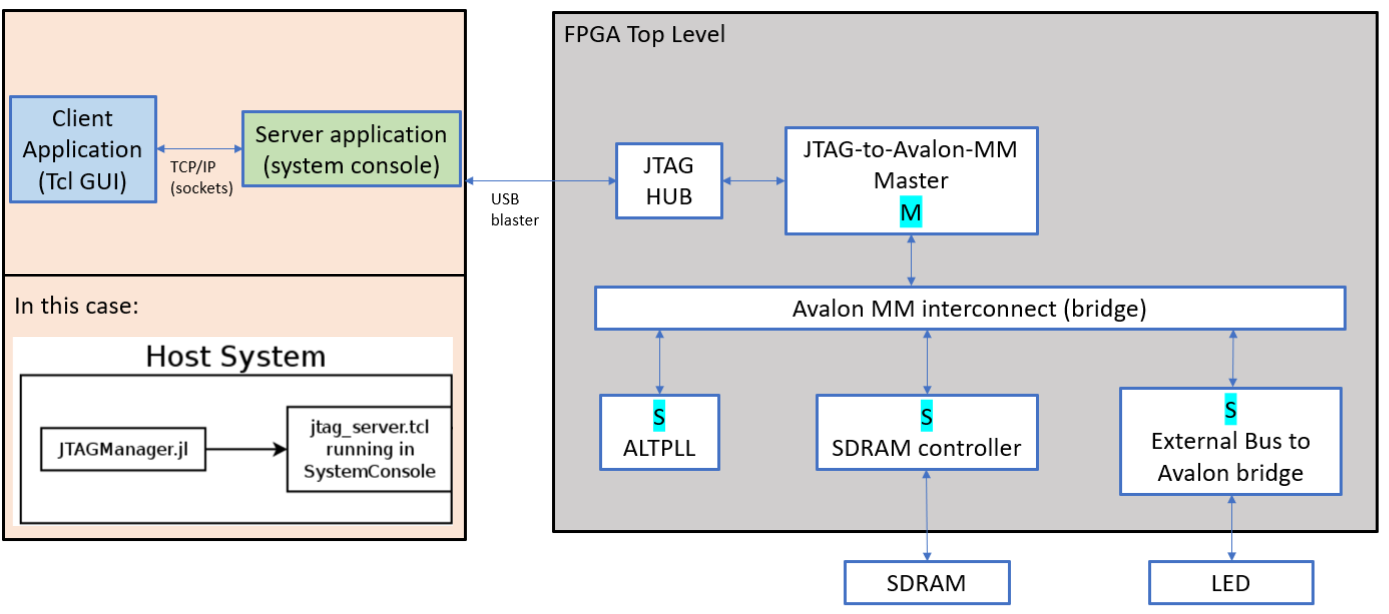 FPGA Top Level
Client
Application
(Tcl GUI)
TCP/IP
(sockets)
Server application
(system console)
USB
blaster
JTAG
HUB
JTAG-to-Avalon-MM
Master
M
In this case:
Host System
JTAGManager.jl
jtag_server.tcl
running in
SystemConsole
Avalon MM interconnect (bridge)
S
ALTPLL
S
SDRAM controller
S
External Bus to
Avalon bridge
SDRAM
LED